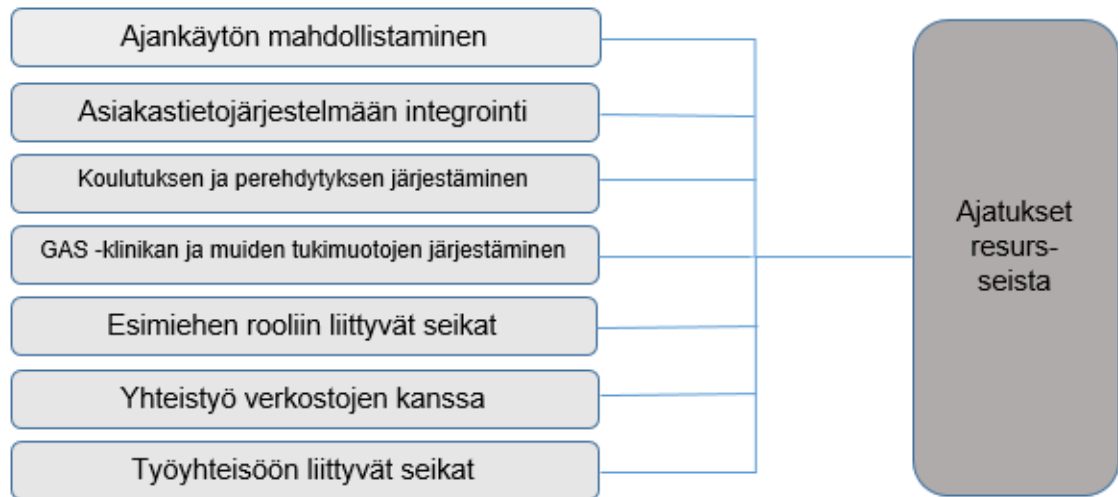 Ajankäytön mahdollistaminen
Asiakastietojärjestelmään integrointi
Koulutuksen ja perehdytyksen järjestäminen
GAS -klinikan ja muiden tukimuotojen järjestäminen
Esimiehen rooliin liittyvät seikat
Yhteistyö verkostojen kanssa
Työyhteisöön liittyvät seikat
Ajatukset
resurs-
seista